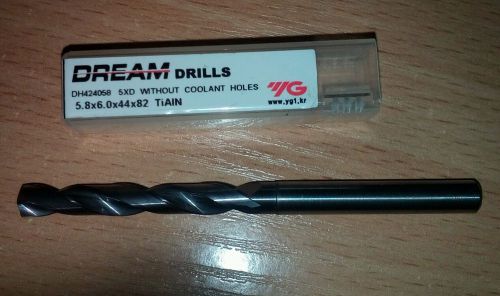 DREAM DRILLS
DH424058 5XD WITHOUT COOLANT HOLES
5.8x6.0x44x82 TiAlN
YG
www.yg1.kr